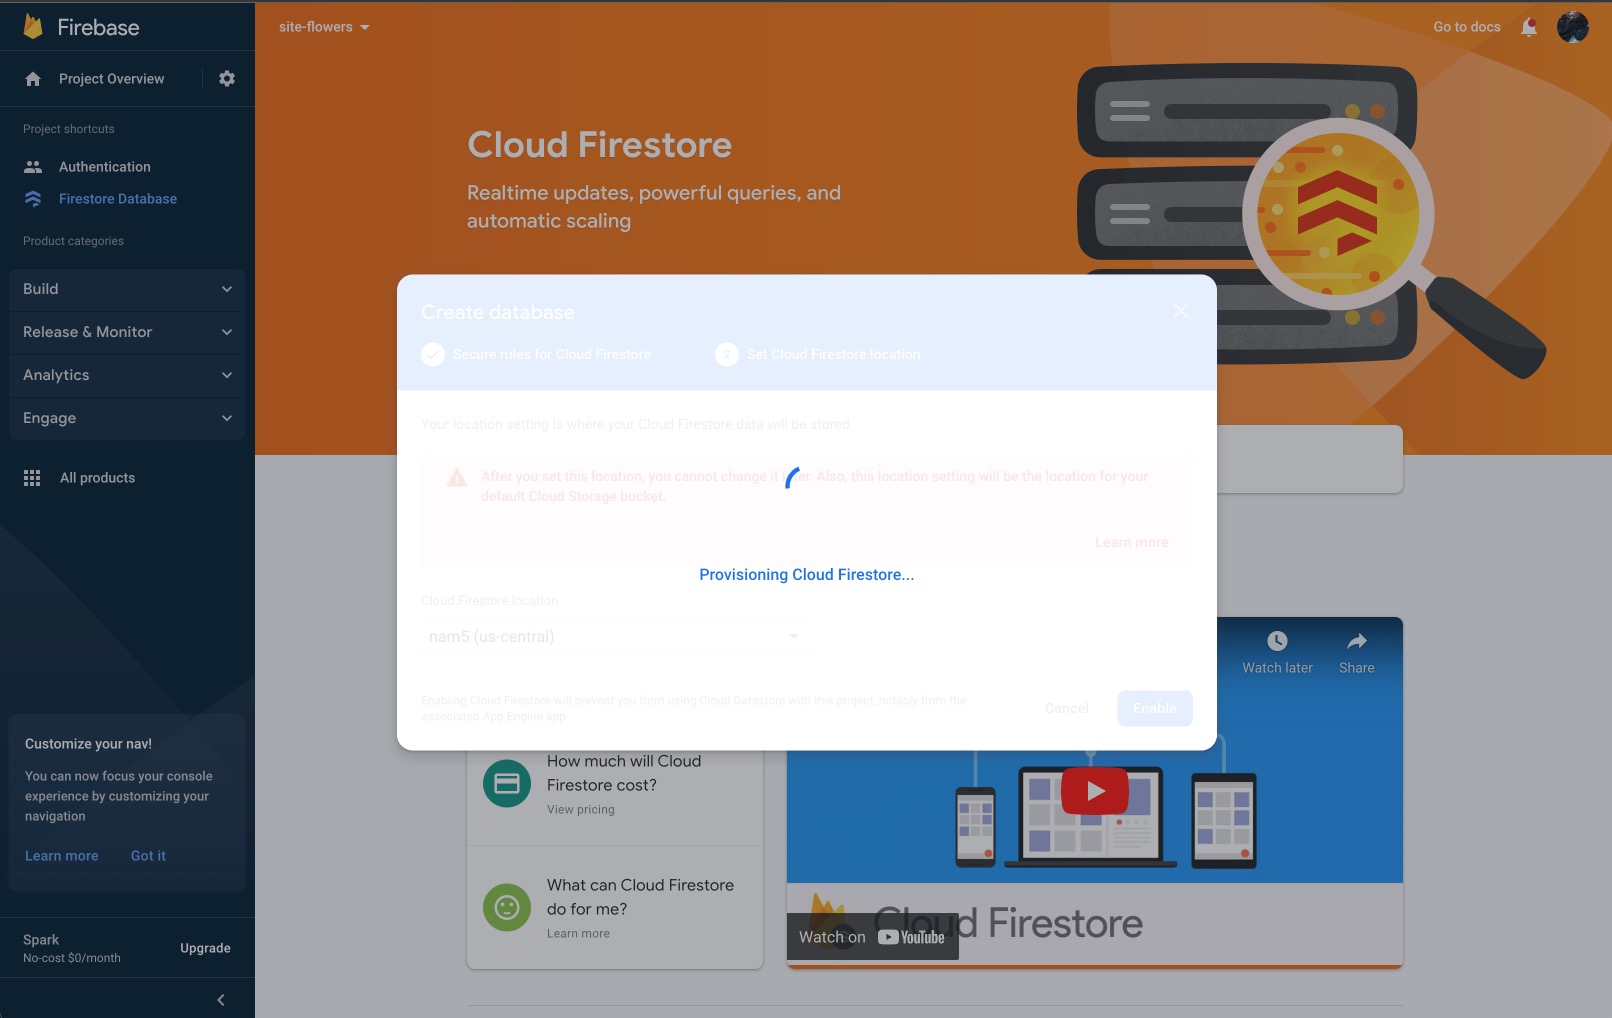 Firebase
site-flowers
Go to docs
Project Overview
Project shortcuts
Authentication
Firestore Database
Product categories
Build
Release & Monitor
Analytics
Engage
All products
Customize your nav!
You can now focus your console
experience by customizing your
navigation
Learn more
Got it
Spark
No-cost $0/month
Upgrade
Cloud Firestore
Realtime updates, powerful queries, and
automatic scaling
Create database
Secure rules for Cloud Firestore
2
Set Cloud Firestore location
Your location setting is where your Cloud Firestore data will be stored.
After you set this location, you cannot change it later. Also, this location setting will be the location for your
default Cloud Storage bucket.
Learn more
Provisioning Cloud Firestore...
Cloud Firestore location
nam5 (us-central)
Enabling Cloud Firestore will prevent you from using Cloud Datastore with this project, notably from the
associated App Engine app
Cancel
Enable
How much will Cloud
Firestore cost?
View pricing
What can Cloud Firestore
do for me?
Learn more
Watch later
Share
Cloud Firestore
Watch on YouTube